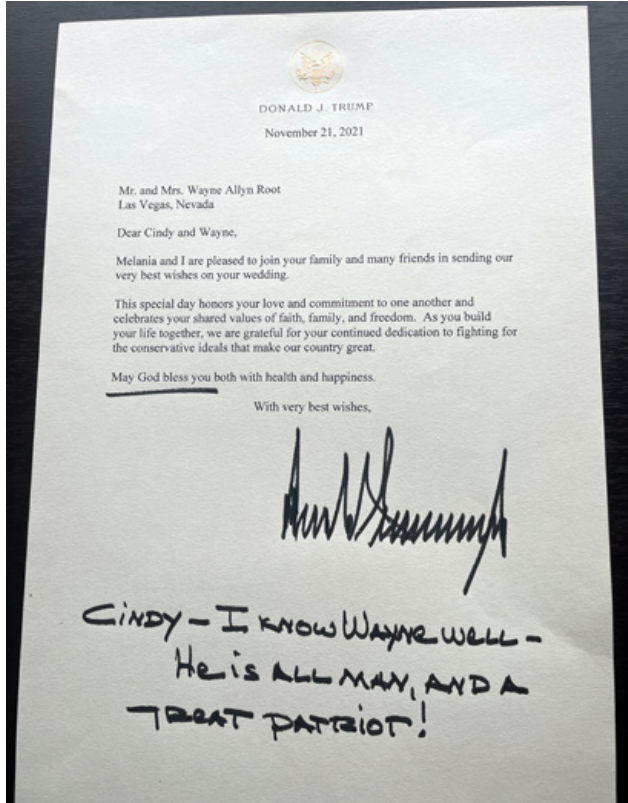 DONALD J. TRUMP
November 21, 2021
Mr. and Mrs. Wayne Allyn Root
Las Vegas, Nevada
Dear Cindy and Wayne,
Melania and I are pleased to join your family and many friends in sending our
very best wishes on your wedding.
This special day honors your love and commitment to one another and
celebrates your shared values of faith, family, and freedom. As you build
your life together, we are grateful for your continued dedication to fighting for
the conservative ideals that make our country great.
May God bless you both with health and happiness.
With very best wishes,
CINDY – I KNOW WAYNE WELL –
He is ALL MAN, AND A
GREAT PATRIOT!